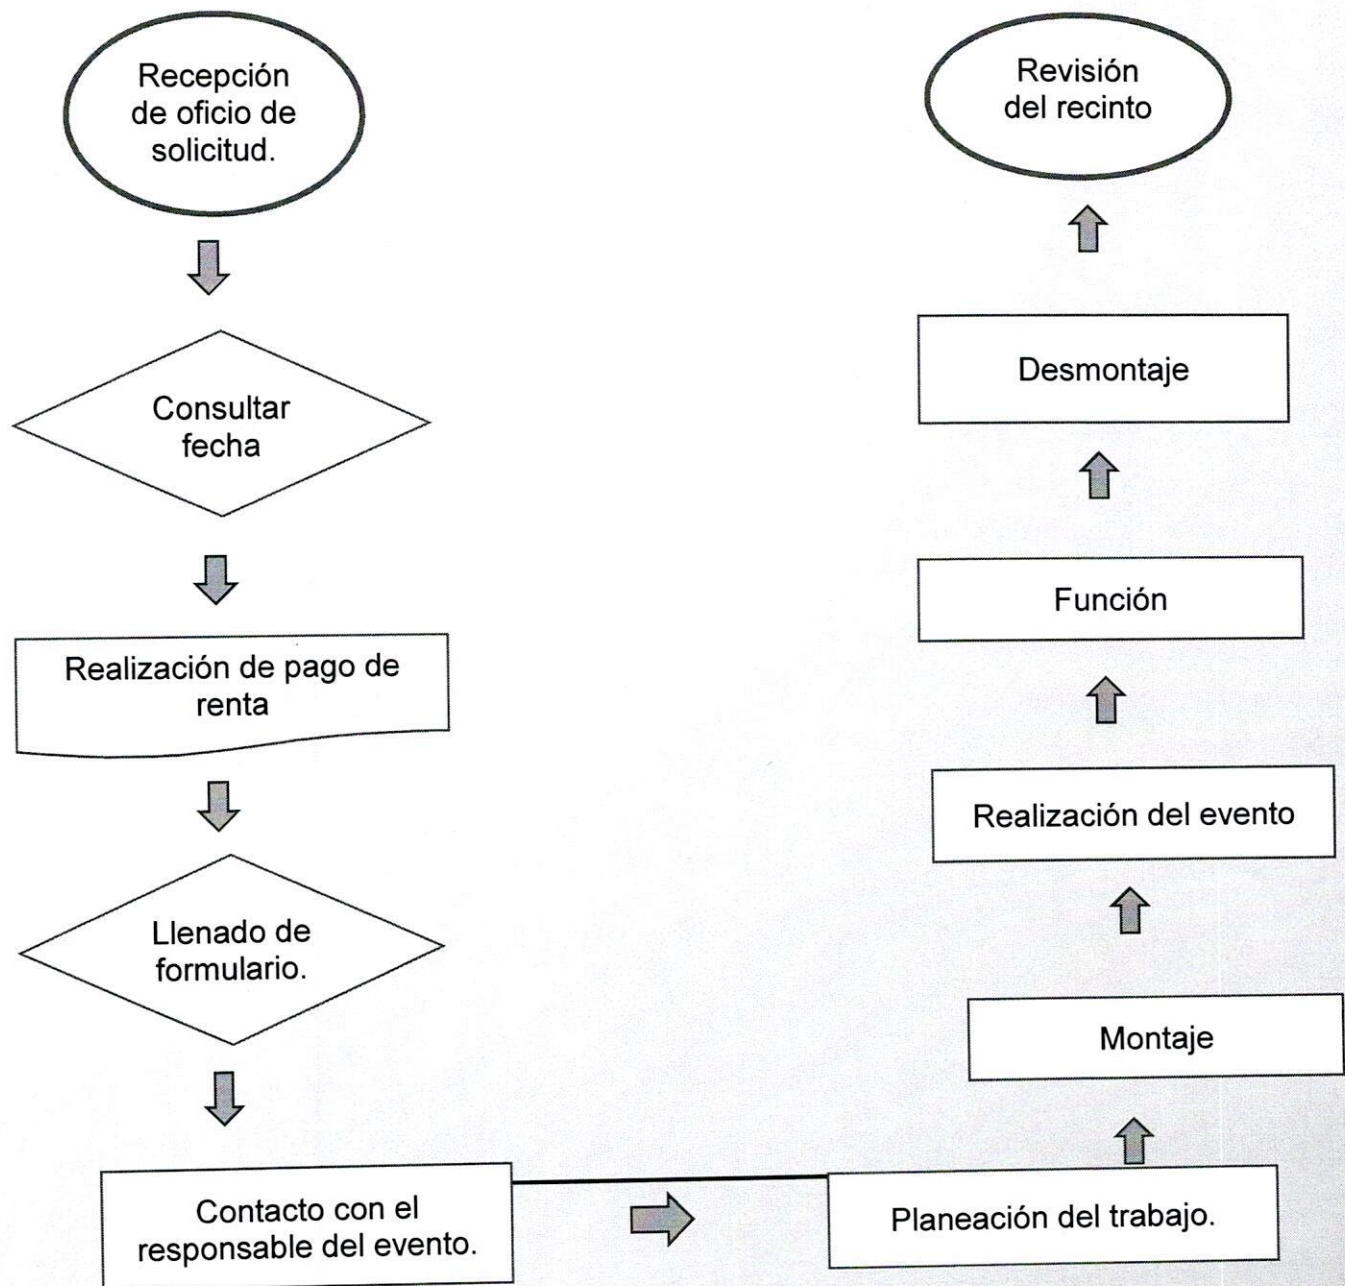 Recepción
de oficio de
solicitud.
Consultar
fecha
Realización de pago de
renta
Llenado de
formulario.
Contacto con el
responsable del evento.
Planeación del trabajo.
Montaje
Realización del evento
Función
Desmontaje
Revisión
del recinto